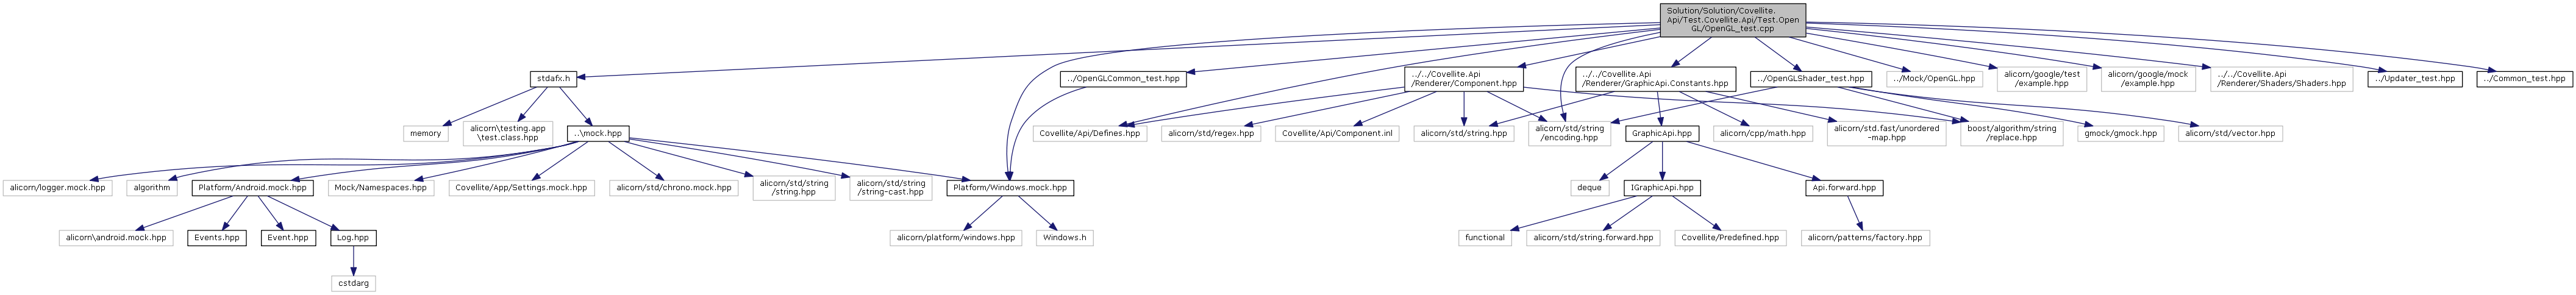 Solution/Solution/Covellite.
Api/Test.Covellite.Api/Test.Open
GL/OpenGL_test.cpp
stdafx.h
../OpenGLCommon_test.hpp
../../Covellite.Api
/Renderer/Component.hpp
../../Covellite.Api
/Renderer/GraphicApi.Constants.hpp
../OpenGLShader_test.hpp
../Mock/OpenGL.hpp
alicorn/google/test
/example.hpp
alicorn/google/mock
/example.hpp
../../Covellite.Api
/Renderer/Shaders/Shaders.hpp
../Updater_test.hpp
../Common_test.hpp
memory
alicorn\testing.app
\test.class.hpp
..\mock.hpp
Covellite/Api/Defines.hpp
alicorn/std/regex.hpp
Covellite/Api/Component.inl
alicorn/std/string.hpp
alicorn/std/string
/encoding.hpp
GraphicApi.hpp
alicorn/cpp/math.hpp
alicorn/std.fast/unordered
-map.hpp
boost/algorithm/string
/replace.hpp
gmock/gmock.hpp
alicorn/std/vector.hpp
alicorn/logger.mock.hpp
algorithm
Platform/Android.mock.hpp
Mock/Namespaces.hpp
Covellite/App/Settings.mock.hpp
alicorn/std/chrono.mock.hpp
alicorn/std/string
/string.hpp
alicorn/std/string
/string-cast.hpp
Platform/Windows.mock.hpp
deque
IGraphicApi.hpp
Api.forward.hpp
alicorn\android.mock.hpp
Events.hpp
Event.hpp
Log.hpp
alicorn/platform/windows.hpp
Windows.h
functional
alicorn/std/string.forward.hpp
Covellite/Predefined.hpp
alicorn/patterns/factory.hpp
cstdarg